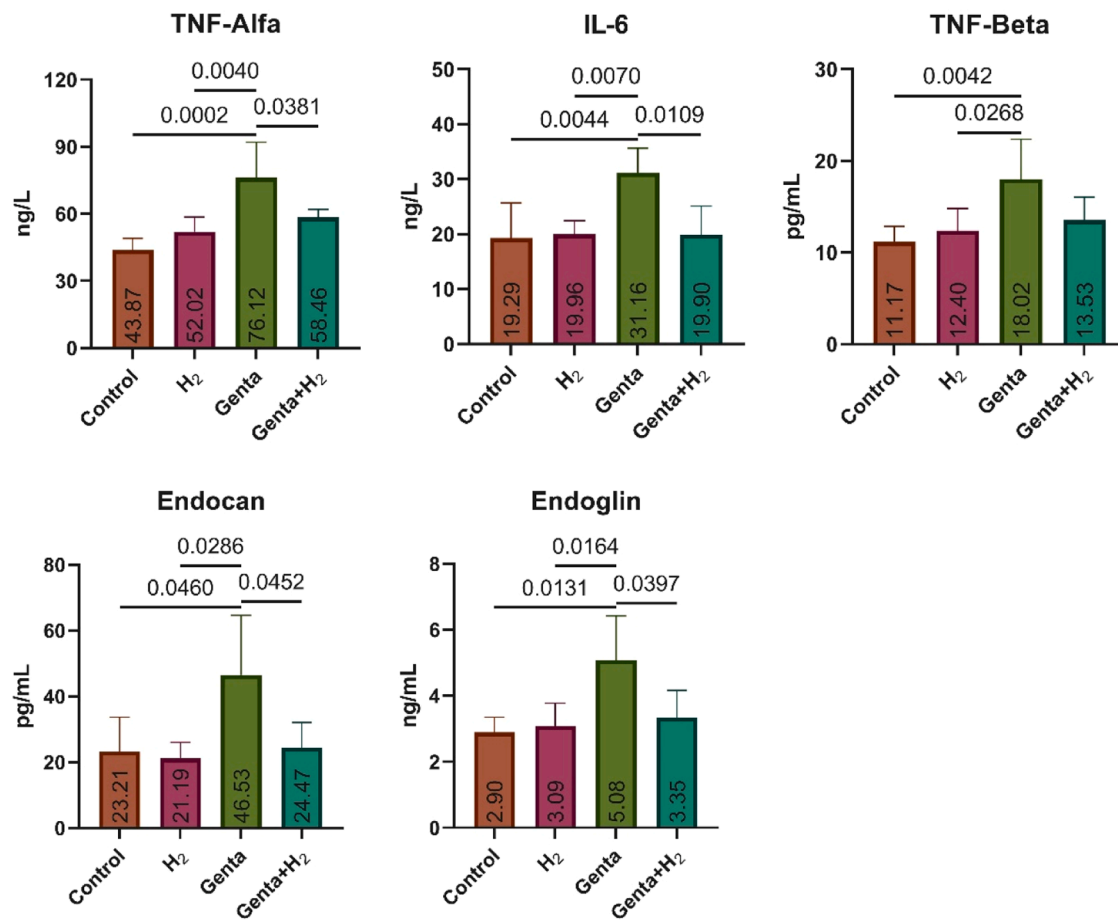 TNF-Alfa
0.0040
0.0002
0.0381
ng/L
120
90
60
30
0
43.87
52.02
76.12
58.46
Control
H₂
Genta
Genta+H₂
IL-6
0.0070
0.0044
0.0109
ng/L
50
40
30
20
10
0
19.29
19.96
31.16
19.90
Control
H₂
Genta
Genta+H₂
TNF-Beta
0.0042
0.0268
pg/mL
30
20
10
0
11.17
12.40
18.02
13.53
Control
H₂
Genta
Genta+H₂
Endocan
0.0286
0.0460
0.0452
pg/mL
80
60
40
20
0
23.21
21.19
46.53
24.47
Control
H₂
Genta
Genta+H₂
Endoglin
0.0164
0.0131
0.0397
ng/mL
8
6
4
2
0
2.90
3.09
5.08
3.35
Control
H₂
Genta
Genta+H₂